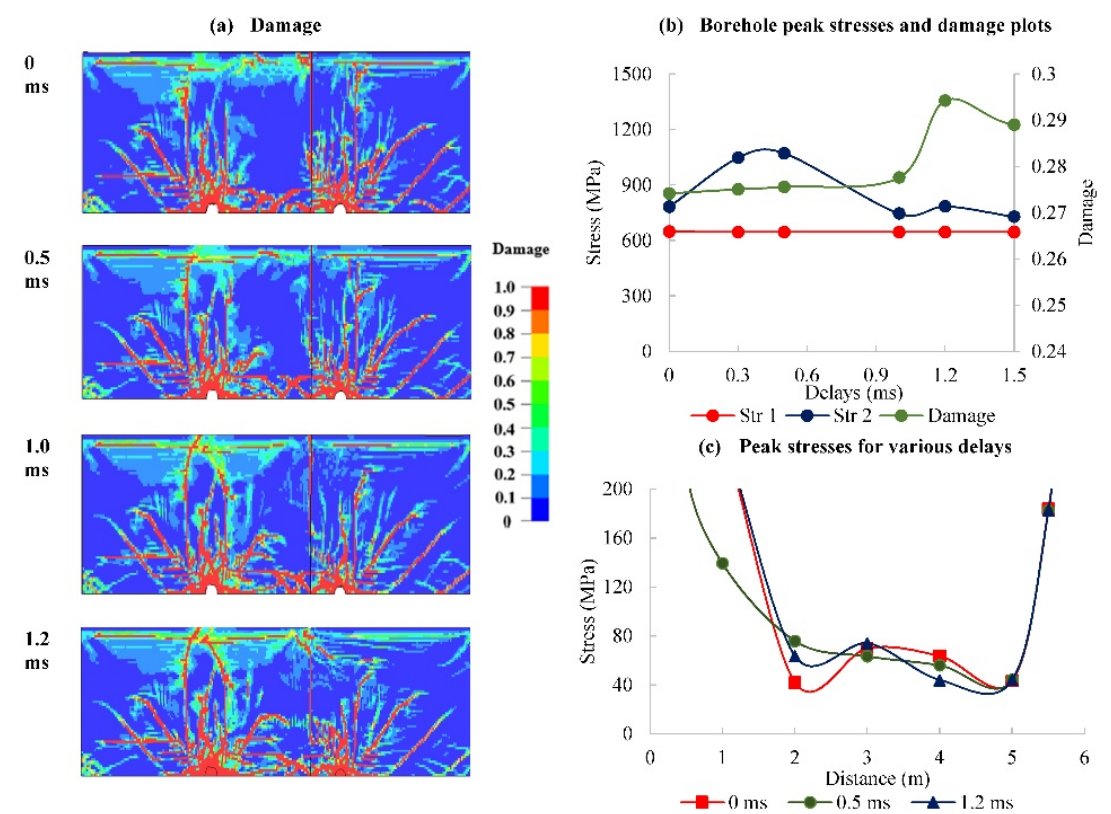 (a) Damage
0
ms
0.5
ms
1.0
ms
1.2
ms
Damage
1.0
0.9
0.8
0.7
0.6
0.5
0.4
0.3
0.2
0.1
0
(b) Borehole peak stresses and damage plots
1500
1200
900
600
300
0
Stress (MPa)
0.3
0.29
0.28
0.27
0.26
0.25
0.24
Damage
0 0.3 0.6 0.9 1.2 1.5
Delays (ms)
Str 1 Str 2 Damage
(c) Peak stresses for various delays
200
160
120
80
40
0
Stress (MPa)
0 1 2 3 4 5 6
Distance (m)
0 ms 0.5 ms 1.2 ms